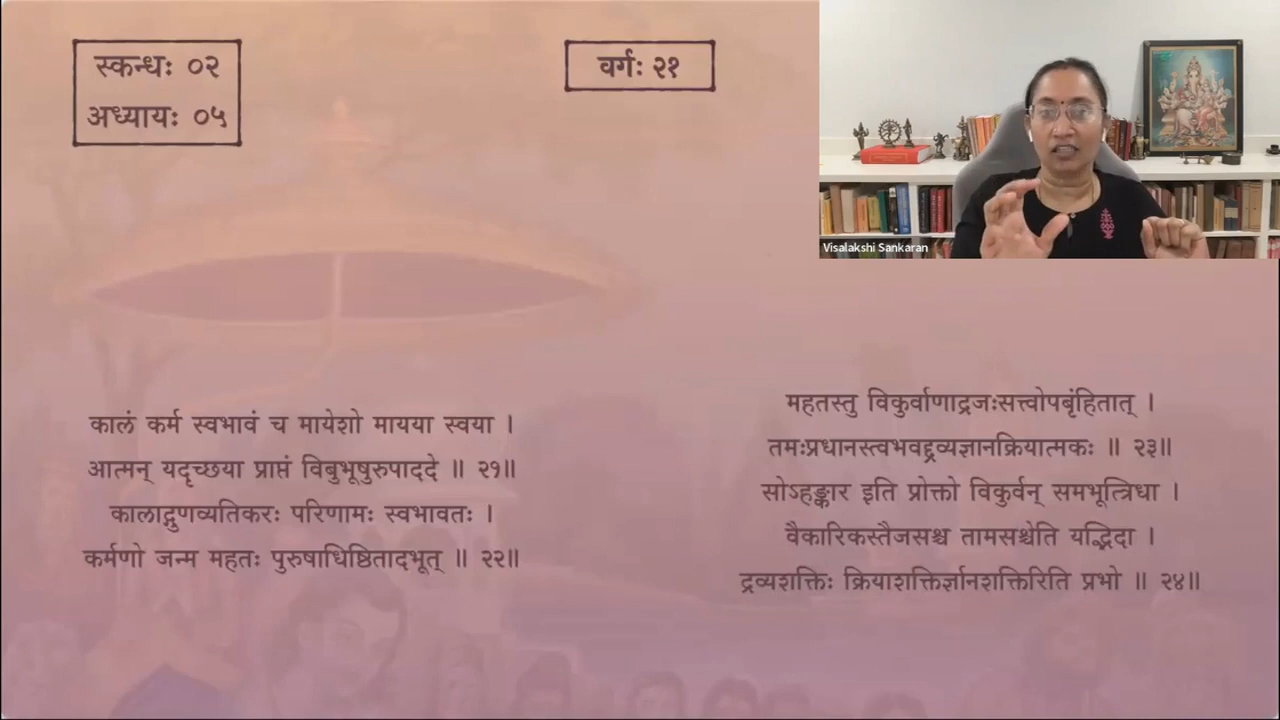 स्कन्धः ०२
अध्यायः ०५
वर्गः २१
Visalakshi Sankaran
कालं कर्म स्वभावं च मायेशो मायया स्वया ।
आत्मन् यदृच्छया प्राप्तं विबुभूषुरुपाददे ॥ २१॥
कालाद्गुणव्यतिकरः परिणामः स्वभावतः ।
कर्मणो जन्म महतः पुरुषाधिष्ठितादभूत् ॥ २२॥
महतस्तु विकुर्वाणाद्रजःसत्त्वोपबृंहितात् ।
तमःप्रधानस्त्वभवद्द्रव्यज्ञानक्रियात्मकः ॥ २३॥
सोऽहङ्कार इति प्रोक्तो विकुर्वन् समभूत्त्रिधा ।
वैकारिकस्तैजसश्च तामसश्चेति यद्भिदा ।
द्रव्यशक्तिः क्रियाशक्तिर्ज्ञानशक्तिरिति प्रभो ॥ २४॥